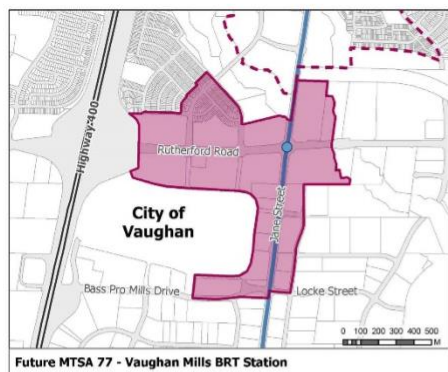 Highway 400
Rutherford Road
City of
Vaughan
Jane Street
Bass Pro Mills Drive
Locke Street
0 100 200 300 400 500
M
Future MTSA 77 - Vaughan Mills BRT Station